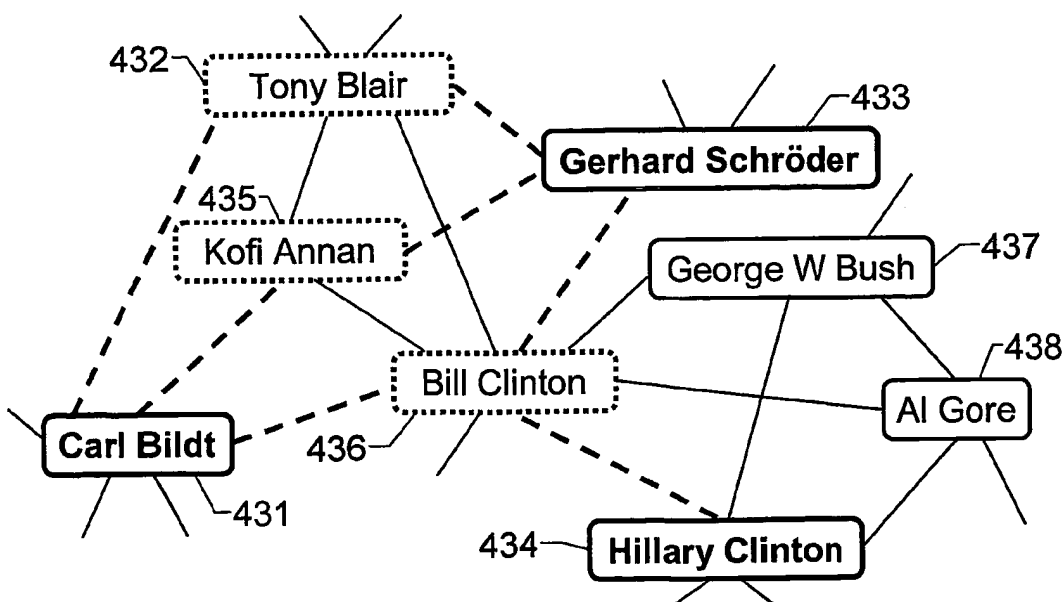 432
Tony Blair
433
Gerhard Schröder
435
Kofi Annan
George W Bush
437
438
Bill Clinton
Al Gore
436
Carl Bildt
431
434
Hillary Clinton